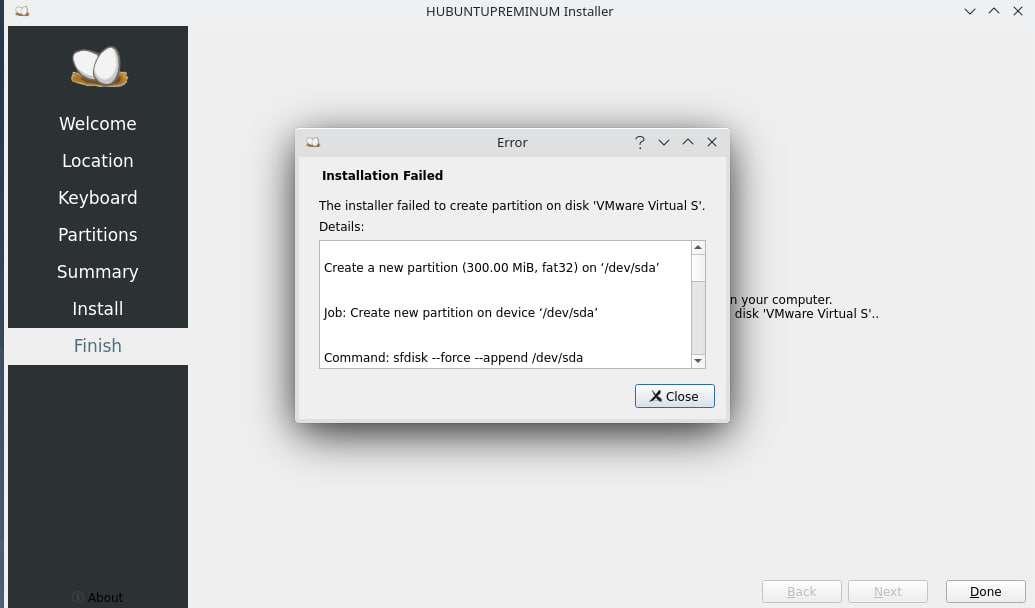 HUBUNTUPREMINUM Installer
Welcome
Location
Keyboard
Partitions
Summary
Install
Finish
About
Error
Installation Failed
The installer failed to create partition on disk 'VMware Virtual S'.
Details:
Create a new partition (300.00 MiB, fat32) on ‘/dev/sda’
Job: Create new partition on device ‘/dev/sda’
Command: sfdisk --force --append /dev/sda
Close
your computer.
disk 'VMware Virtual S'..
Back
Next
Done